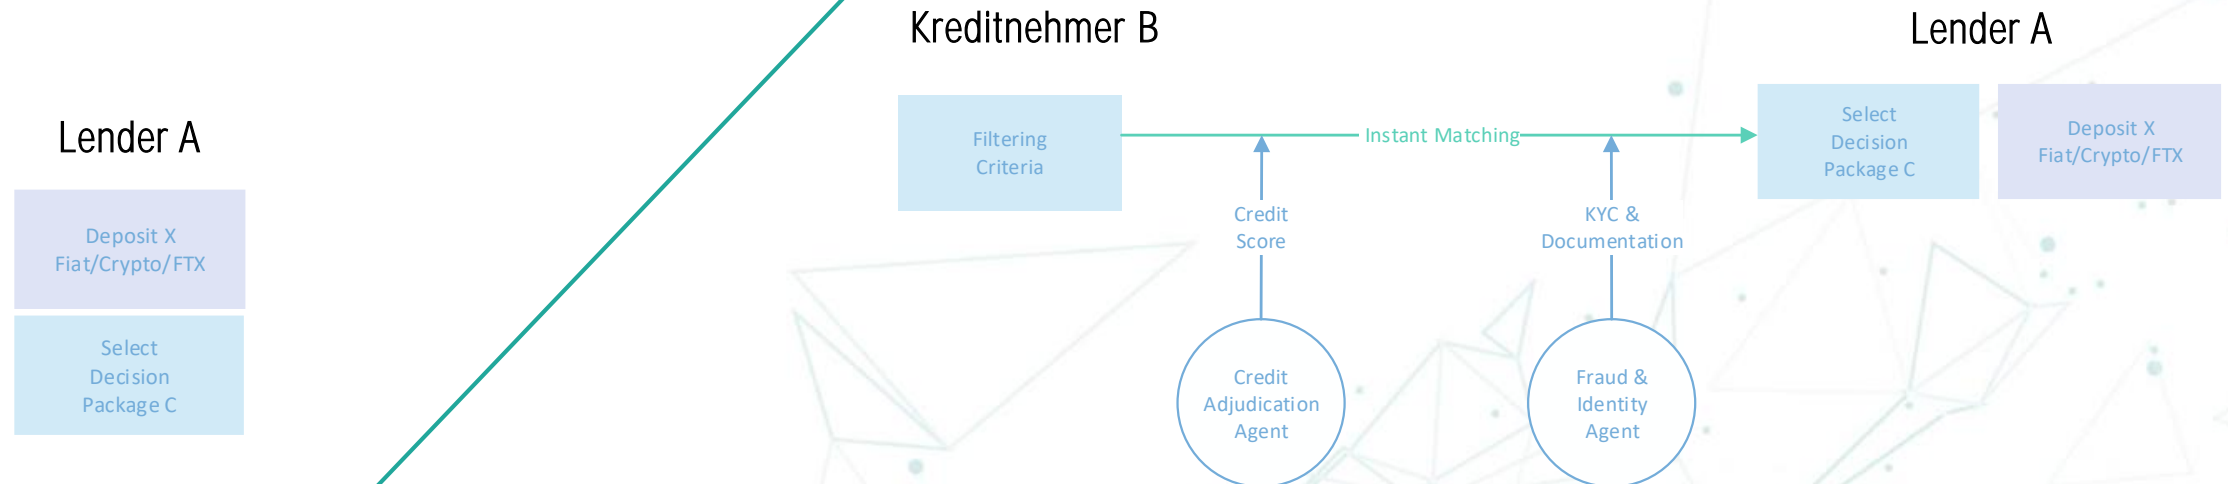 Lender A
Deposit X
Fiat/Crypto/FTX
Select
Decision
Package C
Kreditnehmer B
Filtering
Criteria
Instant Matching
Credit
Score
Credit
Adjudication
Agent
KYC &
Documentation
Fraud &
Identity
Agent
Lender A
Select
Decision
Package C
Deposit X
Fiat/Crypto/FTX